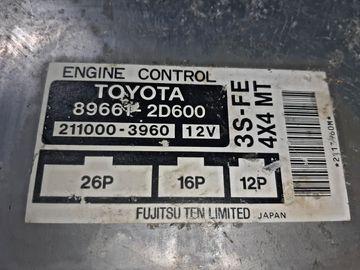 ENGINE CONTROL
TOYOTA
89661-2D600
211000-3960 12V
3S-FE
4X4 MT
26P 16P 12P
FUJITSU TEN LIMITED JAPAN